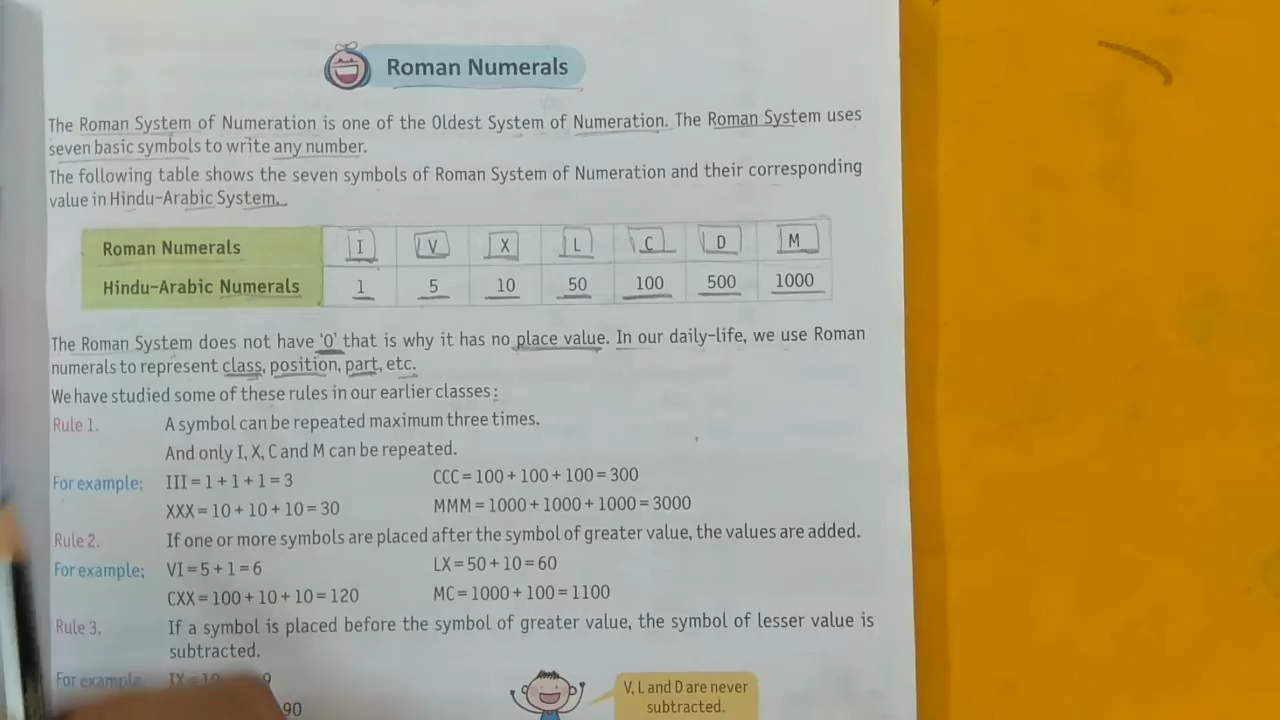 Roman Numerals
The Roman System of Numeration is one of the Oldest System of Numeration. The Roman System uses
seven basic symbols to write any number.
The following table shows the seven symbols of Roman System of Numeration and their corresponding
value in Hindu-Arabic System.
Roman Numerals I V X L C D M
Hindu-Arabic Numerals 1 5 10 50 100 500 1000
The Roman System does not have '0' that is why it has no place value. In our daily-life, we use Roman
numerals to represent class, position, part, etc.
We have studied some of these rules in our earlier classes:
Rule 1. A symbol can be repeated maximum three times.
And only I, X, C and M can be repeated.
For example; III = 1 + 1 + 1 = 3 CCC = 100 + 100 + 100 = 300
XXX = 10 + 10 + 10 = 30 MMM = 1000 + 1000 + 1000 = 3000
Rule 2. If one or more symbols are placed after the symbol of greater value, the values are added.
For example; VI = 5 + 1 = 6 LX = 50 + 10 = 60
CXX = 100 + 10 + 10 = 120 MC = 1000 + 100 = 1100
Rule 3. If a symbol is placed before the symbol of greater value, the symbol of lesser value is
subtracted.
For example IX = 10 9
90
V, L and D are never
subtracted.